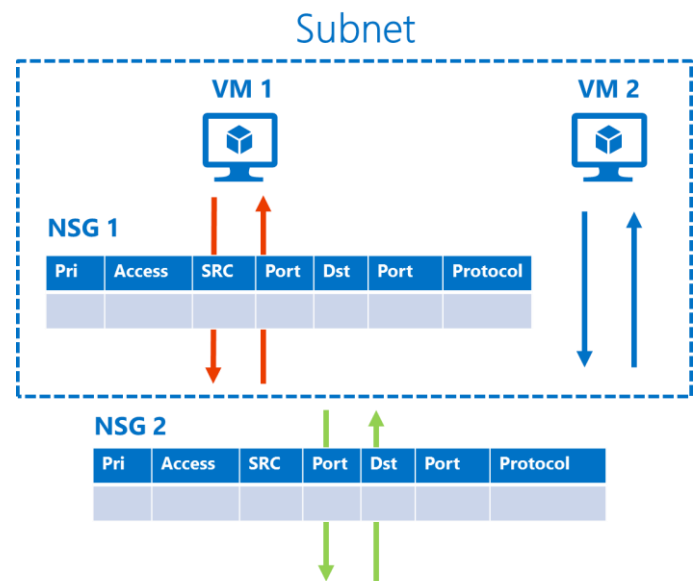 Subnet
VM 1
VM 2
NSG 1
Pri Access SRC Port Dst Port Protocol
NSG 2
Pri Access SRC Port Dst Port Protocol